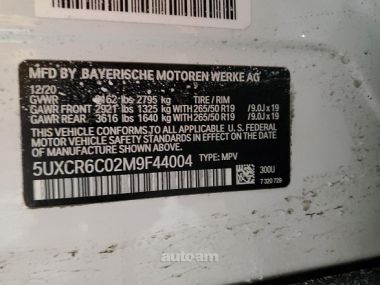 MFD BY BAYERISCHE MOTOREN WERKE AG
12/20
GVWR 6162 lbs 2795 kg TIRE / RIM
GAWR FRONT 2921 lbs 1325 kg 265/50 R19 / 9.0J x 19
GAWR REAR 3616 lbs 1640 kg 265/50 R19 / 9.0J x 19
THIS VEHICLE CONFORMS TO ALL APPLICABLE U.S. FEDERAL
MOTOR VEHICLE SAFETY STANDARDS IN EFFECT
ON THE DATE OF MANUFACTURE SHOWN ABOVE.
5UXCR6C02M9F44004 TYPE: MPV
300U
7 320 729
autoam